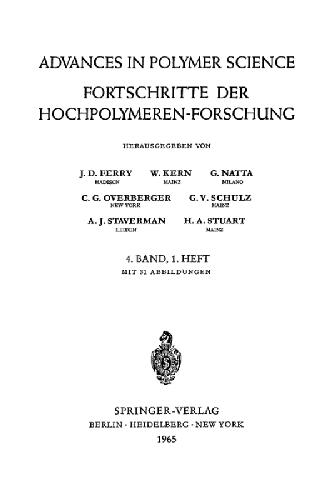 ADVANCES IN POLYMER SCIENCE
FORTSCHRITTE DER
HOCHPOLYMEREN-FORSCHUNG
HERAUSGEGEBEN VON
J. D. FERRY W. KERN G. NATTA
MADISON MAINZ MILANO
C. G. OVERBERGER G. V. SCHULZ
NEW YORK MAINZ
A. J. STAVERMAN H. A. STUART
LEIDEN MAINZ
4. BAND, 1. HEFT
MIT 51 ABBILDUNGEN
SPRINGER-VERLAG
BERLIN · HEIDELBERG · NEW YORK
1965